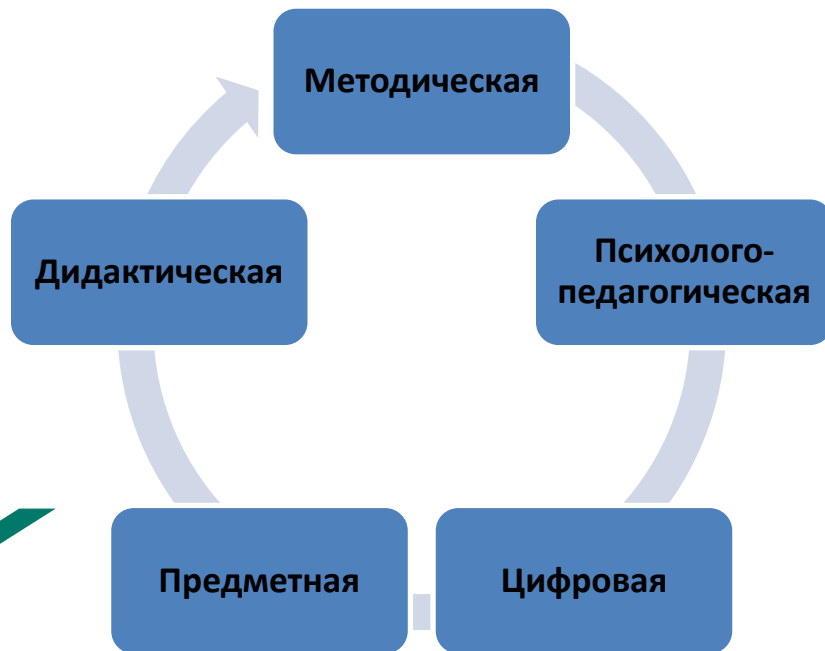 Методическая
Психолого-
педагогическая
Цифровая
Предметная
Дидактическая